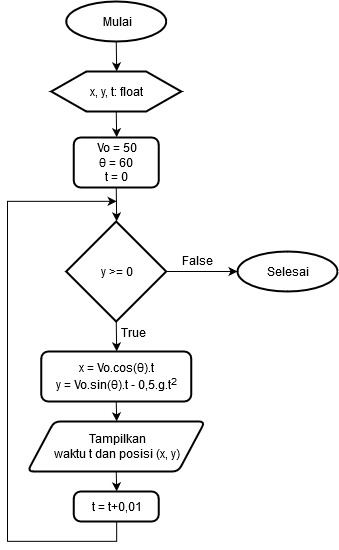 Mulai
x, y, t: float
Vo = 50
θ = 60
t = 0
y >= 0
False
Selesai
True
x = Vo.cos(θ).t
y = Vo.sin(θ).t - 0,5.g.t²
Tampilkan
waktu t dan posisi (x, y)
t = t+0,01